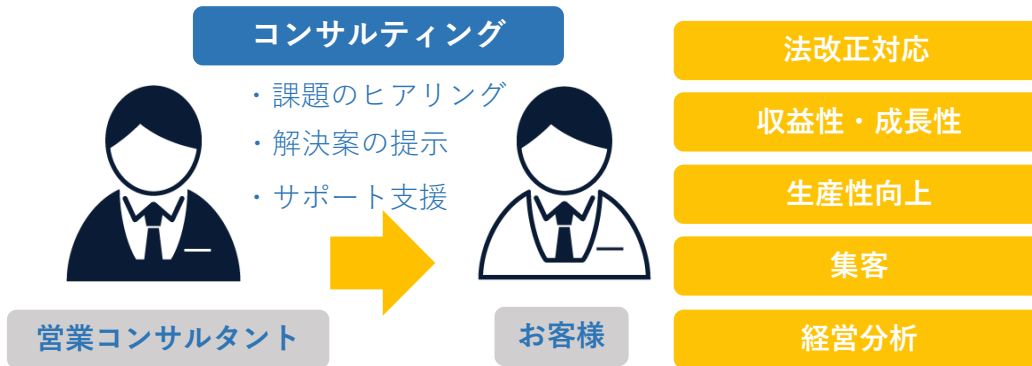 コンサルティング
・課題のヒアリング
・解決案の提示
・サポート支援
営業コンサルタント
お客様
法改正対応
収益性・成長性
生産性向上
集客
経営分析